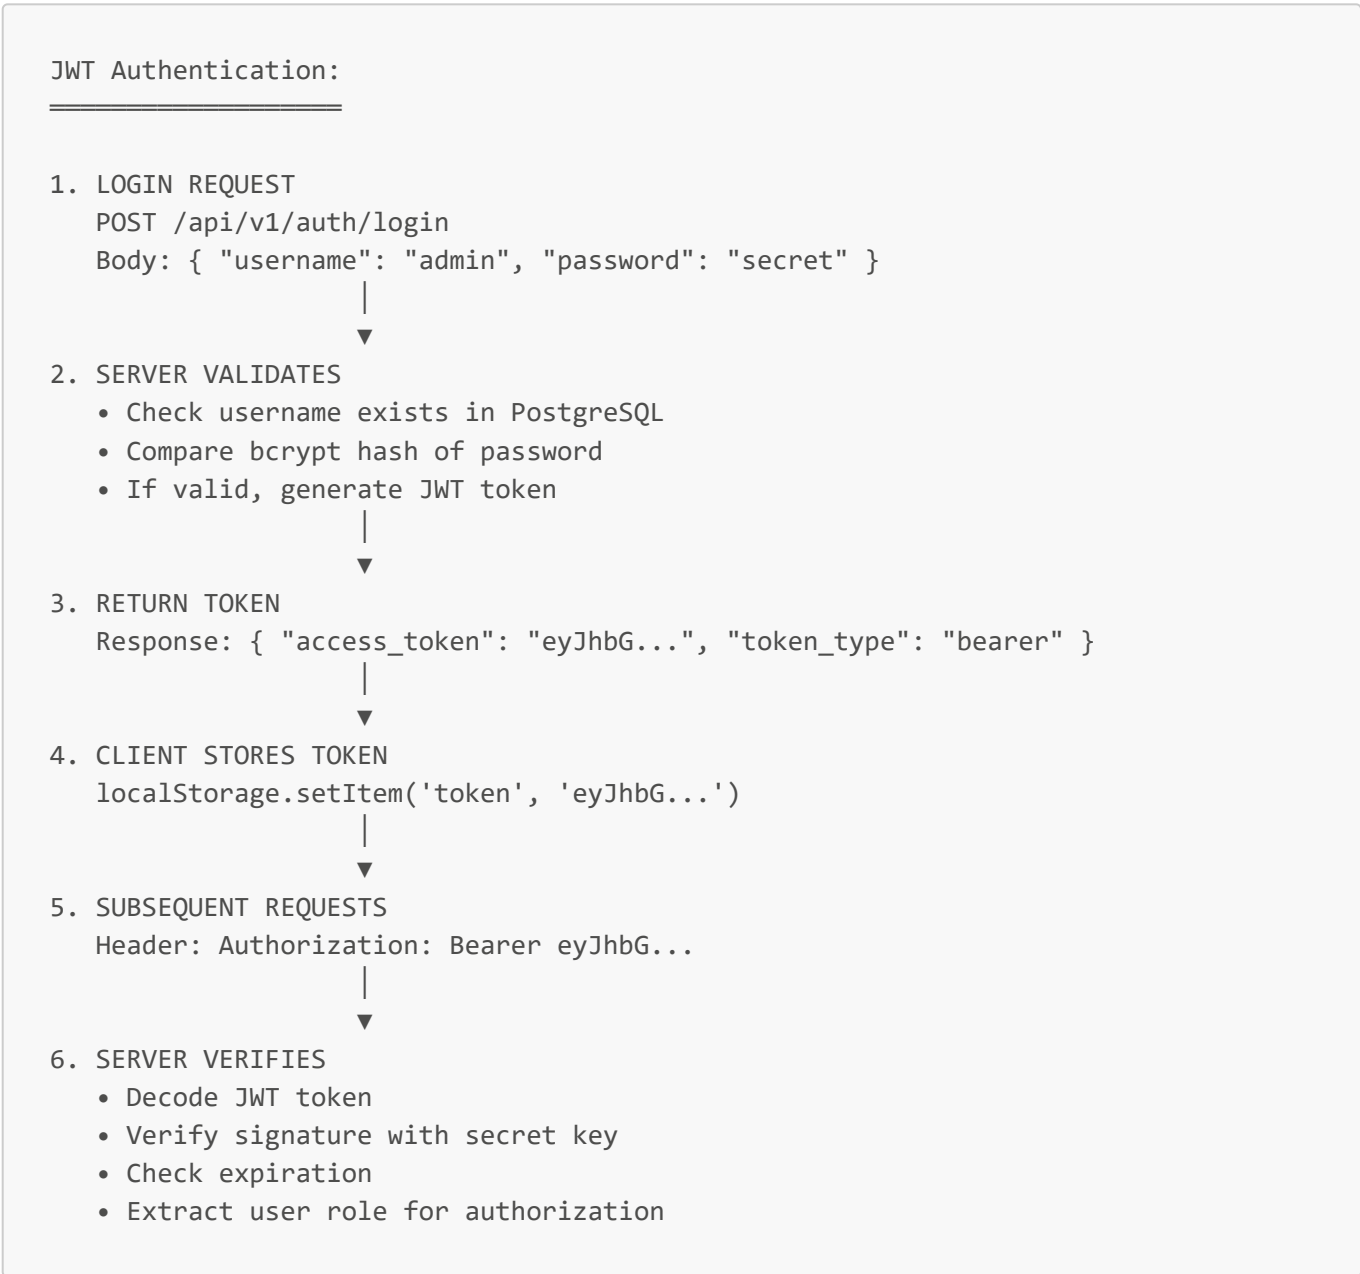 JWT Authentication:
═══════════════════
1. LOGIN REQUEST
POST /api/v1/auth/login
Body: { "username": "admin", "password": "secret" }
│
▼
2. SERVER VALIDATES
• Check username exists in PostgreSQL
• Compare bcrypt hash of password
• If valid, generate JWT token
│
▼
3. RETURN TOKEN
Response: { "access_token": "eyJhbG...", "token_type": "bearer" }
│
▼
4. CLIENT STORES TOKEN
localStorage.setItem('token', 'eyJhbG...')
│
▼
5. SUBSEQUENT REQUESTS
Header: Authorization: Bearer eyJhbG...
│
▼
6. SERVER VERIFIES
• Decode JWT token
• Verify signature with secret key
• Check expiration
• Extract user role for authorization